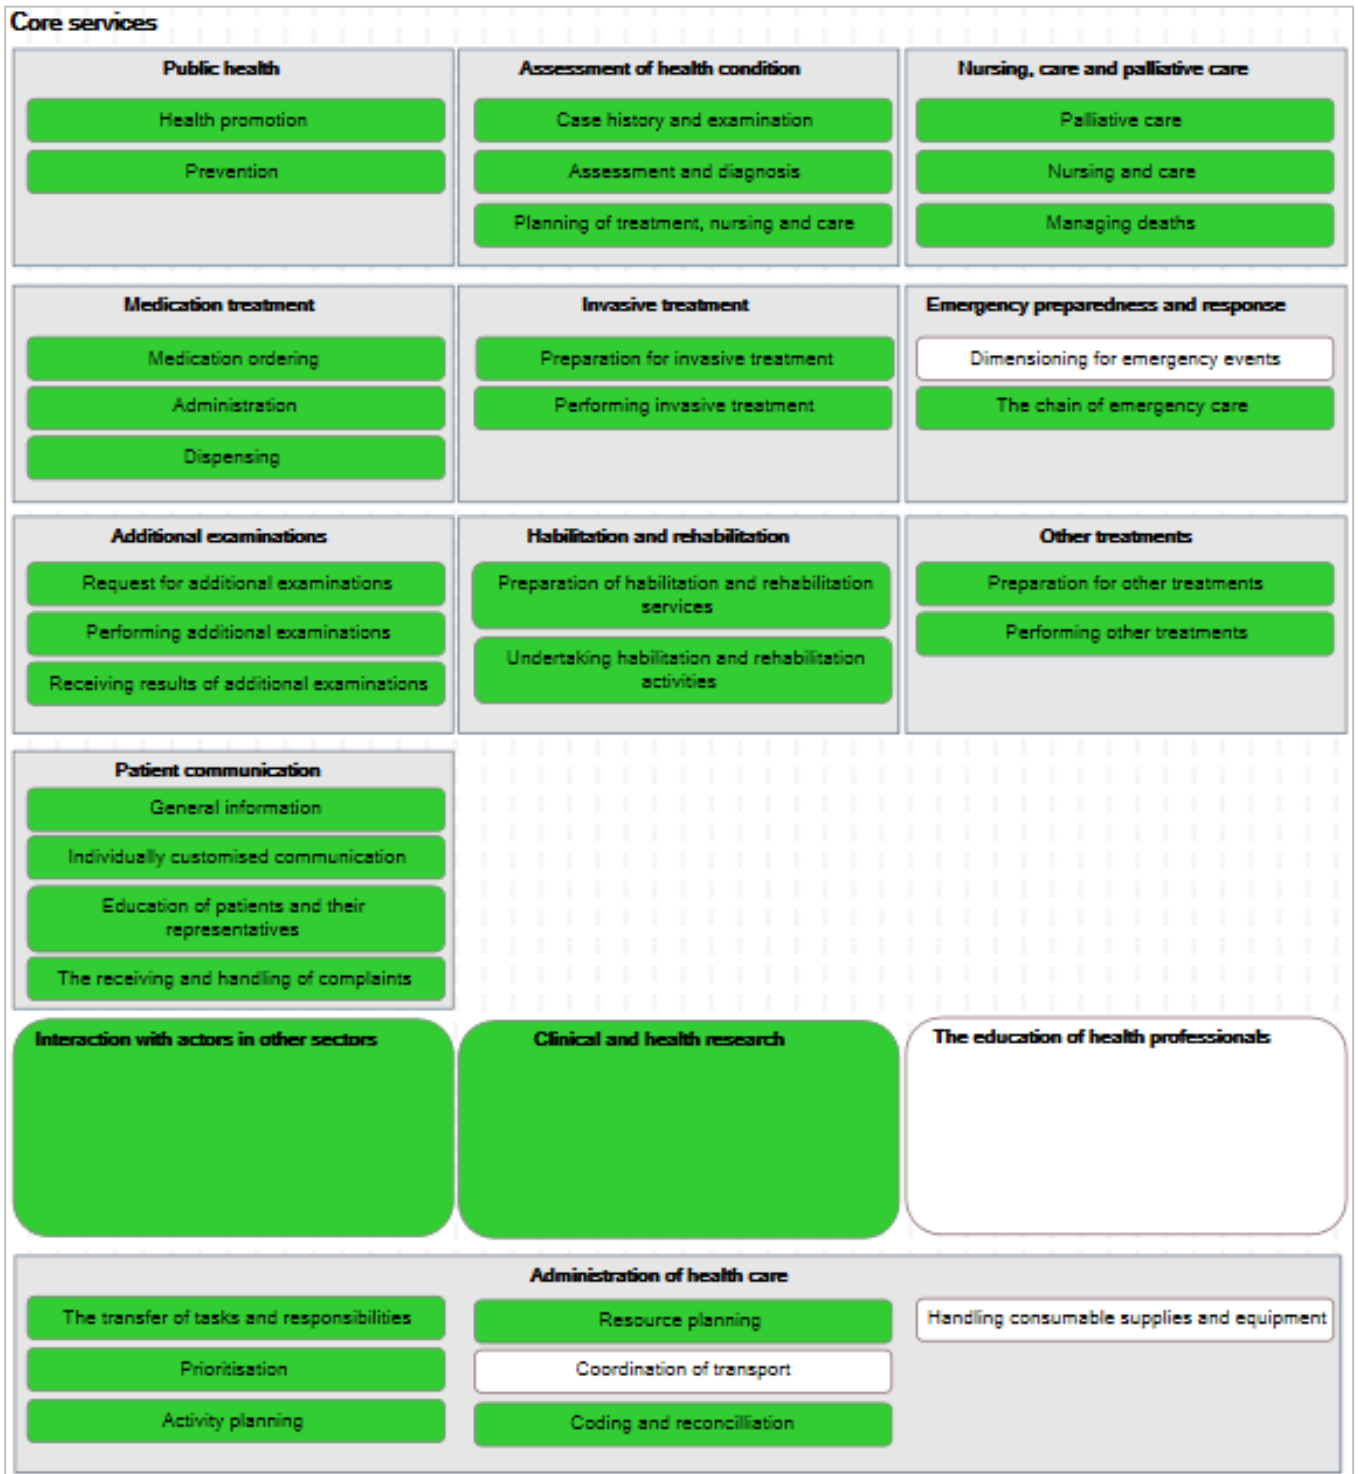 Core services
Public health
Health promotion
Prevention
Assessment of health condition
Case history and examination
Assessment and diagnosis
Planning of treatment, nursing and care
Nursing, care and palliative care
Palliative care
Nursing and care
Managing deaths
Medication treatment
Medication ordering
Administration
Dispensing
Invasive treatment
Preparation for invasive treatment
Performing invasive treatment
Emergency preparedness and response
Dimensioning for emergency events
The chain of emergency care
Additional examinations
Request for additional examinations
Performing additional examinations
Receiving results of additional examinations
Habilitation and rehabilitation
Preparation of habilitation and rehabilitation
services
Undertaking habilitation and rehabilitation
activities
Other treatments
Preparation for other treatments
Performing other treatments
Patient communication
General information
Individually customised communication
Education of patients and their
representatives
The receiving and handling of complaints
Interaction with actors in other sectors
Clinical and health research
The education of health professionals
Administration of health care
The transfer of tasks and responsibilities
Prioritisation
Activity planning
Resource planning
Coordination of transport
Coding and reconcilliation
Handling consumable supplies and equipment